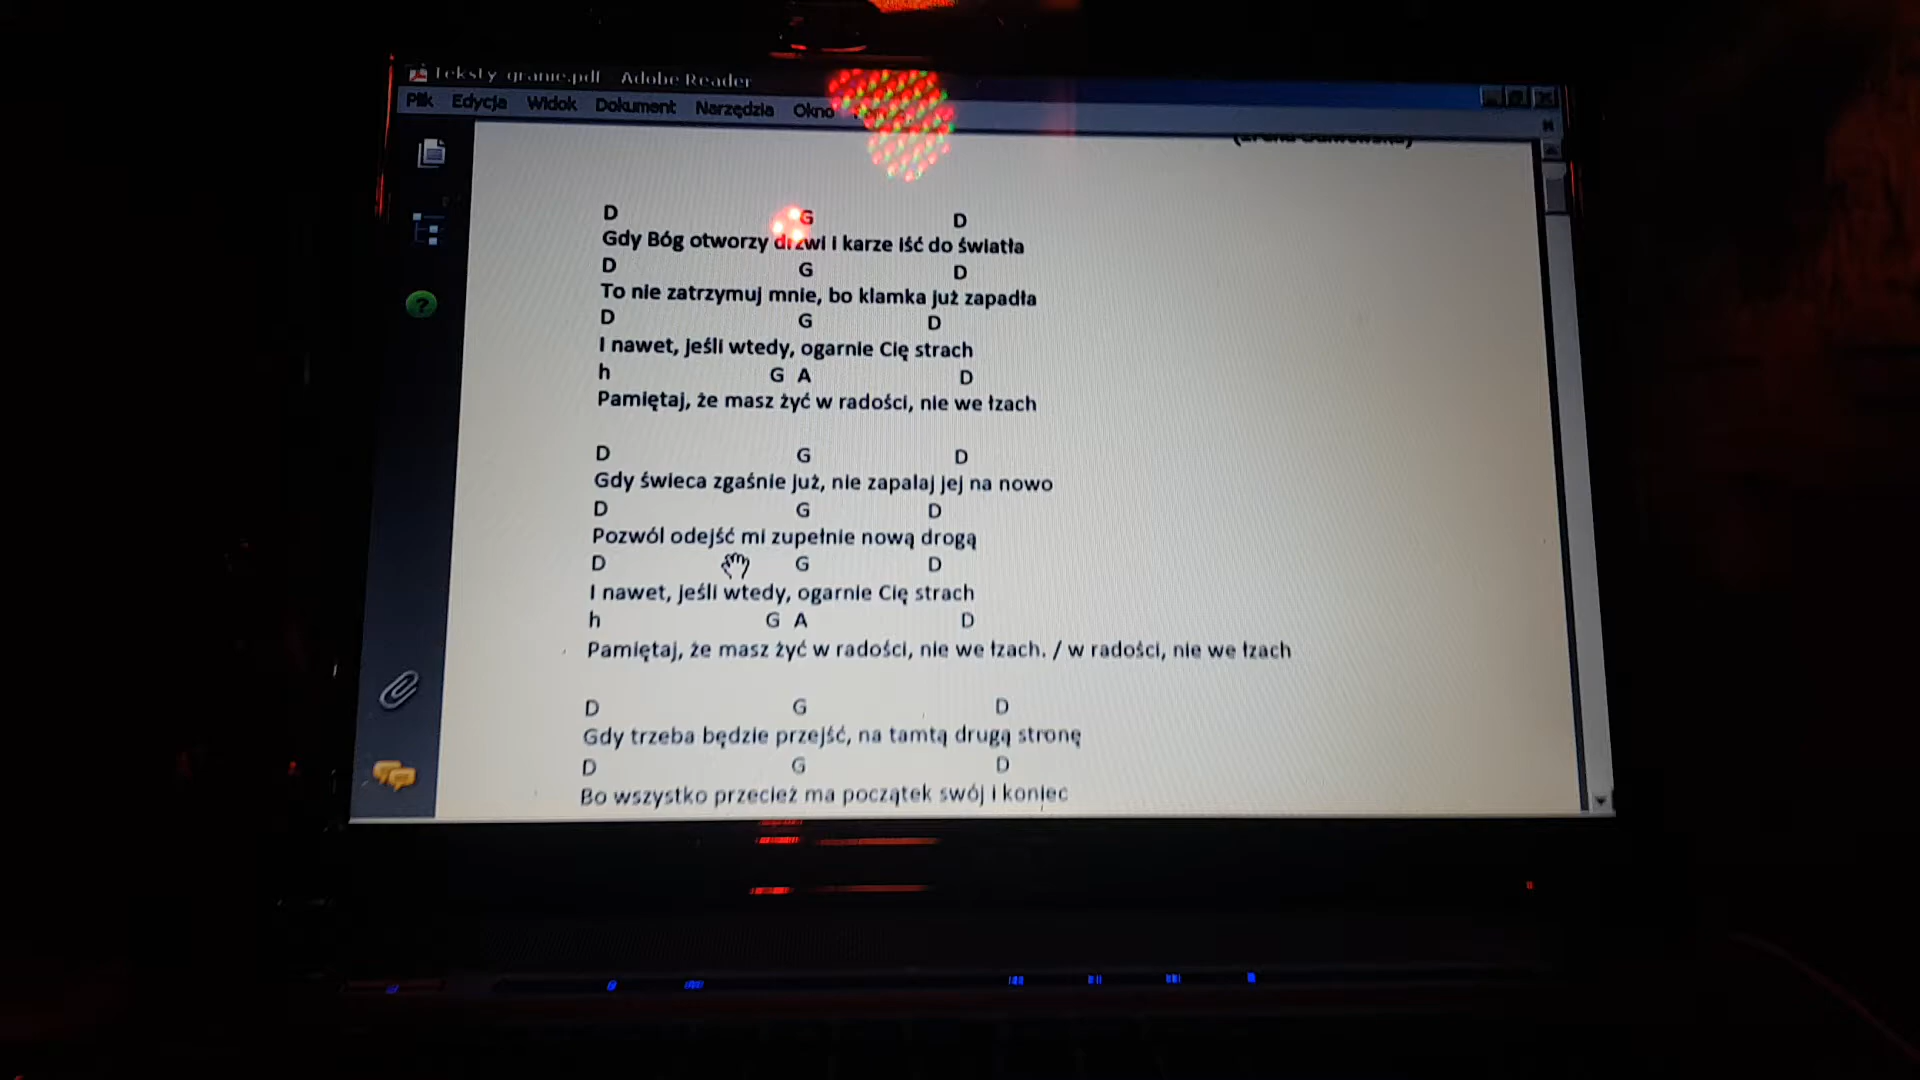 Teksty granie.pdf - Adobe Reader
Plik Edycja Widok Dokument Narzędzia Okno
D G D
Gdy Bóg otworzy drzwi i karze iść do światła
D G D
To nie zatrzymuj mnie, bo klamka już zapadła
D G D
I nawet, jeśli wtedy, ogarnie Cię strach
h G A D
Pamiętaj, że masz żyć w radości, nie we łzach
D G D
Gdy świeca zgaśnie już, nie zapalaj jej na nowo
D G D
Pozwól odejść mi zupełnie nową drogą
D G D
I nawet, jeśli wtedy, ogarnie Cię strach
h G A D
Pamiętaj, że masz żyć w radości, nie we łzach. / w radości, nie we łzach
D G D
Gdy trzeba będzie przejść, na tamtą drugą stronę
D G D
Bo wszystko przecież ma początek swój i koniec